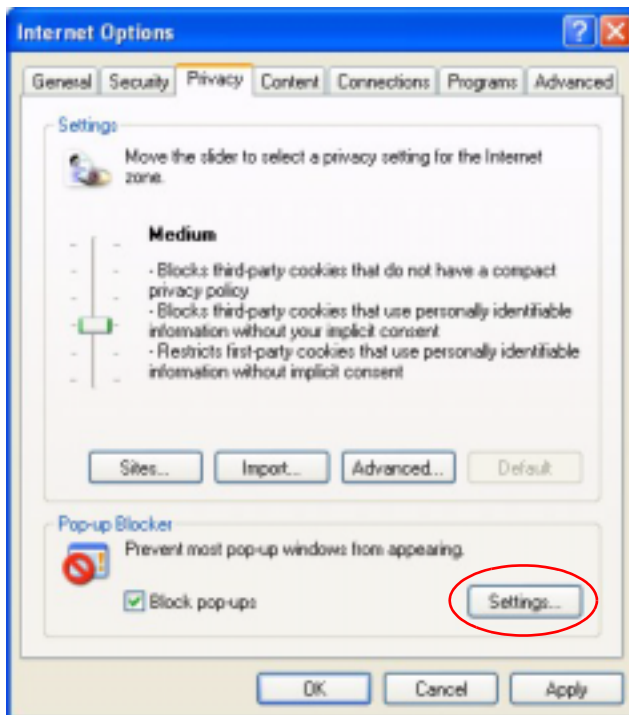 Internet Options
General Security Privacy Content Connections Programs Advanced
Settings
Move the slider to select a privacy setting for the Internet
zone.
Medium
- Blocks third-party cookies that do not have a compact
privacy policy
- Blocks third-party cookies that use personally identifiable
information without your implicit consent
- Restricts first-party cookies that use personally identifiable
information without implicit consent
Sites... Import... Advanced... Default
Pop-up Blocker
Prevent most pop-up windows from appearing.
Block pop-ups Settings...
OK Cancel Apply